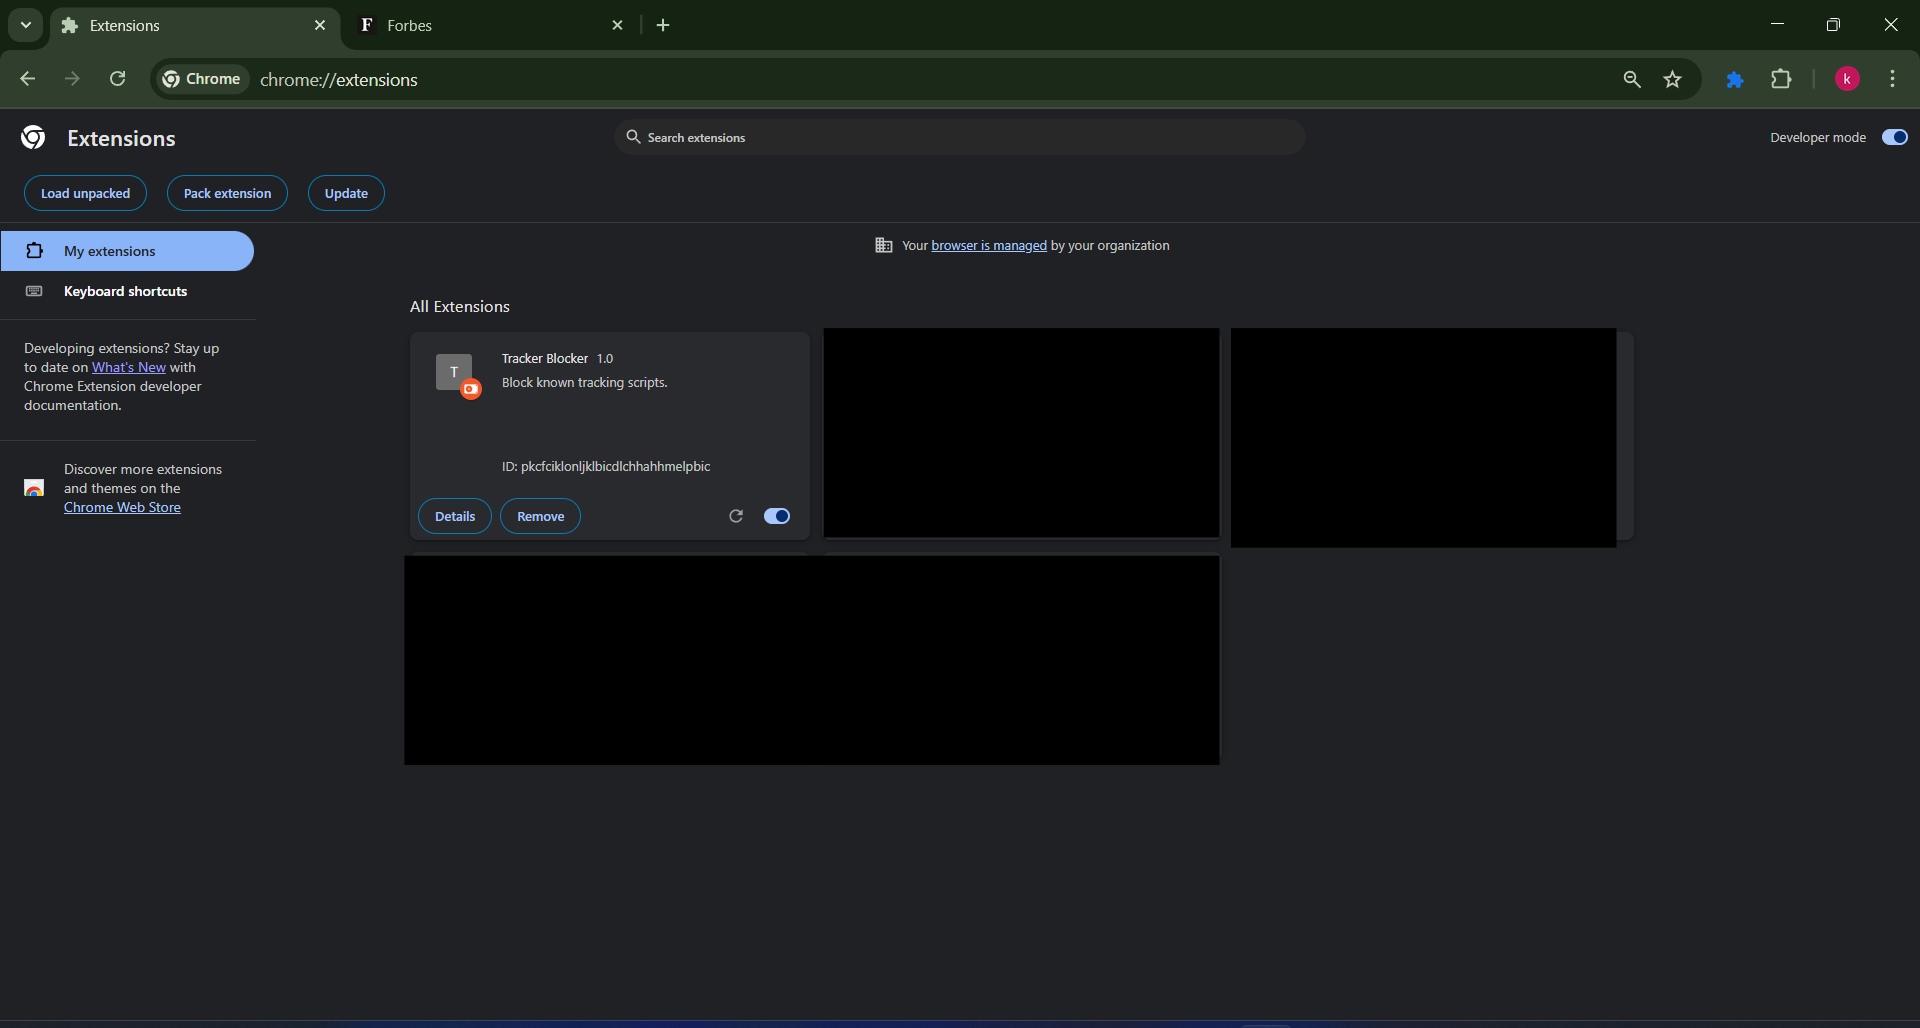 Extensions
Forbes
Chrome
chrome://extensions
k
Extensions
Search extensions
Developer mode
Load unpacked
Pack extension
Update
My extensions
Your browser is managed by your organization
Keyboard shortcuts
All Extensions
Developing extensions? Stay up
to date on What's New with
Chrome Extension developer
documentation.
T
Tracker Blocker 1.0
Block known tracking scripts.
ID: pkcfciklonljklbicdlchhahhmelpbic
Discover more extensions
and themes on the
Chrome Web Store
Details
Remove